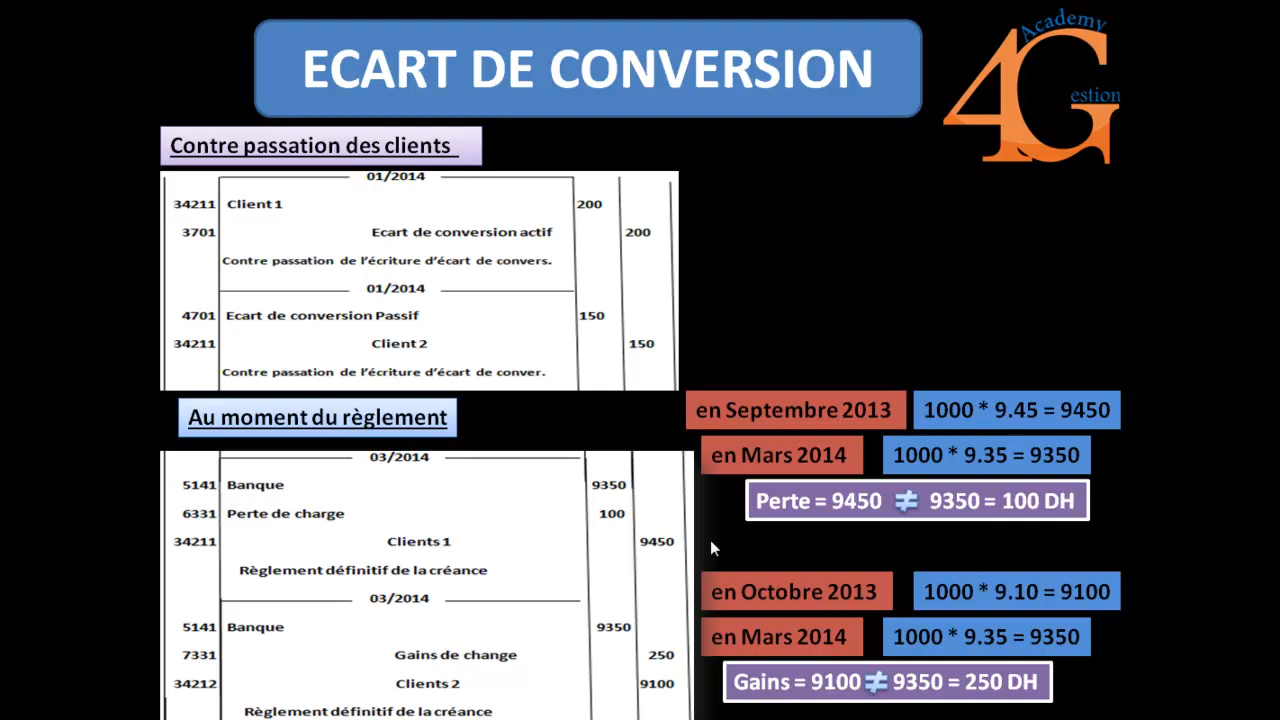 ECART DE CONVERSION
Academy
4G
estion
Contre passation des clients
01/2014
34211 Client 1 200
3701 Ecart de conversion actif 200
Contre passation de l'écriture d'écart de convers.
01/2014
4701 Ecart de conversion Passif 150
34211 Client 2 150
Contre passation de l'écriture d'écart de conver.
Au moment du règlement
03/2014
5141 Banque 9350
6331 Perte de charge 100
34211 Clients 1 9450
Règlement définitif de la créance
03/2014
5141 Banque 9350
7331 Gains de change 250
34212 Clients 2 9100
Règlement définitif de la créance
en Septembre 2013 1000 * 9.45 = 9450
en Mars 2014 1000 * 9.35 = 9350
Perte = 9450 ≠ 9350 = 100 DH
en Octobre 2013 1000 * 9.10 = 9100
en Mars 2014 1000 * 9.35 = 9350
Gains = 9100 ≠ 9350 = 250 DH